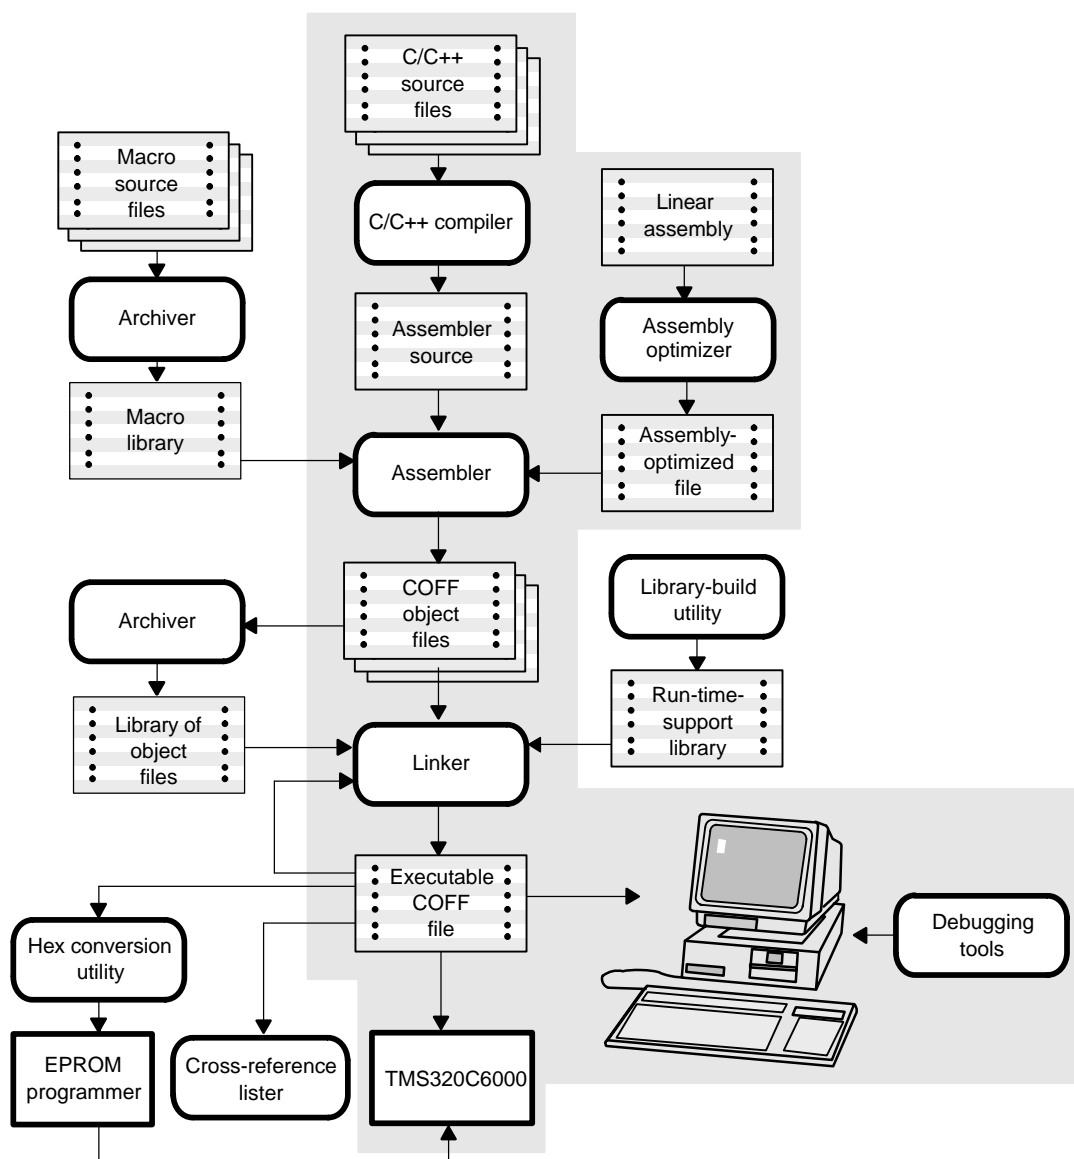 C/C++
source
files
Macro
source
files
C/C++ compiler
Linear
assembly
Archiver
Assembler
source
Assembly
optimizer
Macro
library
Assembler
Assembly-
optimized
file
Archiver
COFF
object
files
Library-build
utility
Library of
object
files
Linker
Run-time-
support
library
Executable
COFF
file
Debugging
tools
Hex conversion
utility
EPROM
programmer
Cross-reference
lister
TMS320C6000